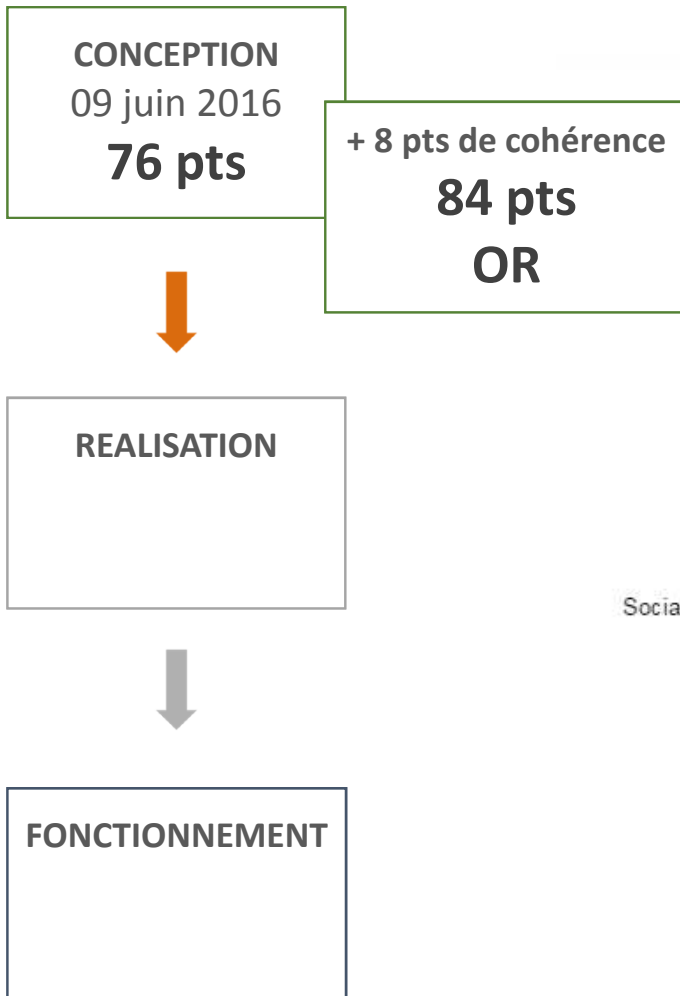 CONCEPTION
09 juin 2016
76 pts
+ 8 pts de cohérence
84 pts
OR
REALISATION
Socia
FONCTIONNEMENT